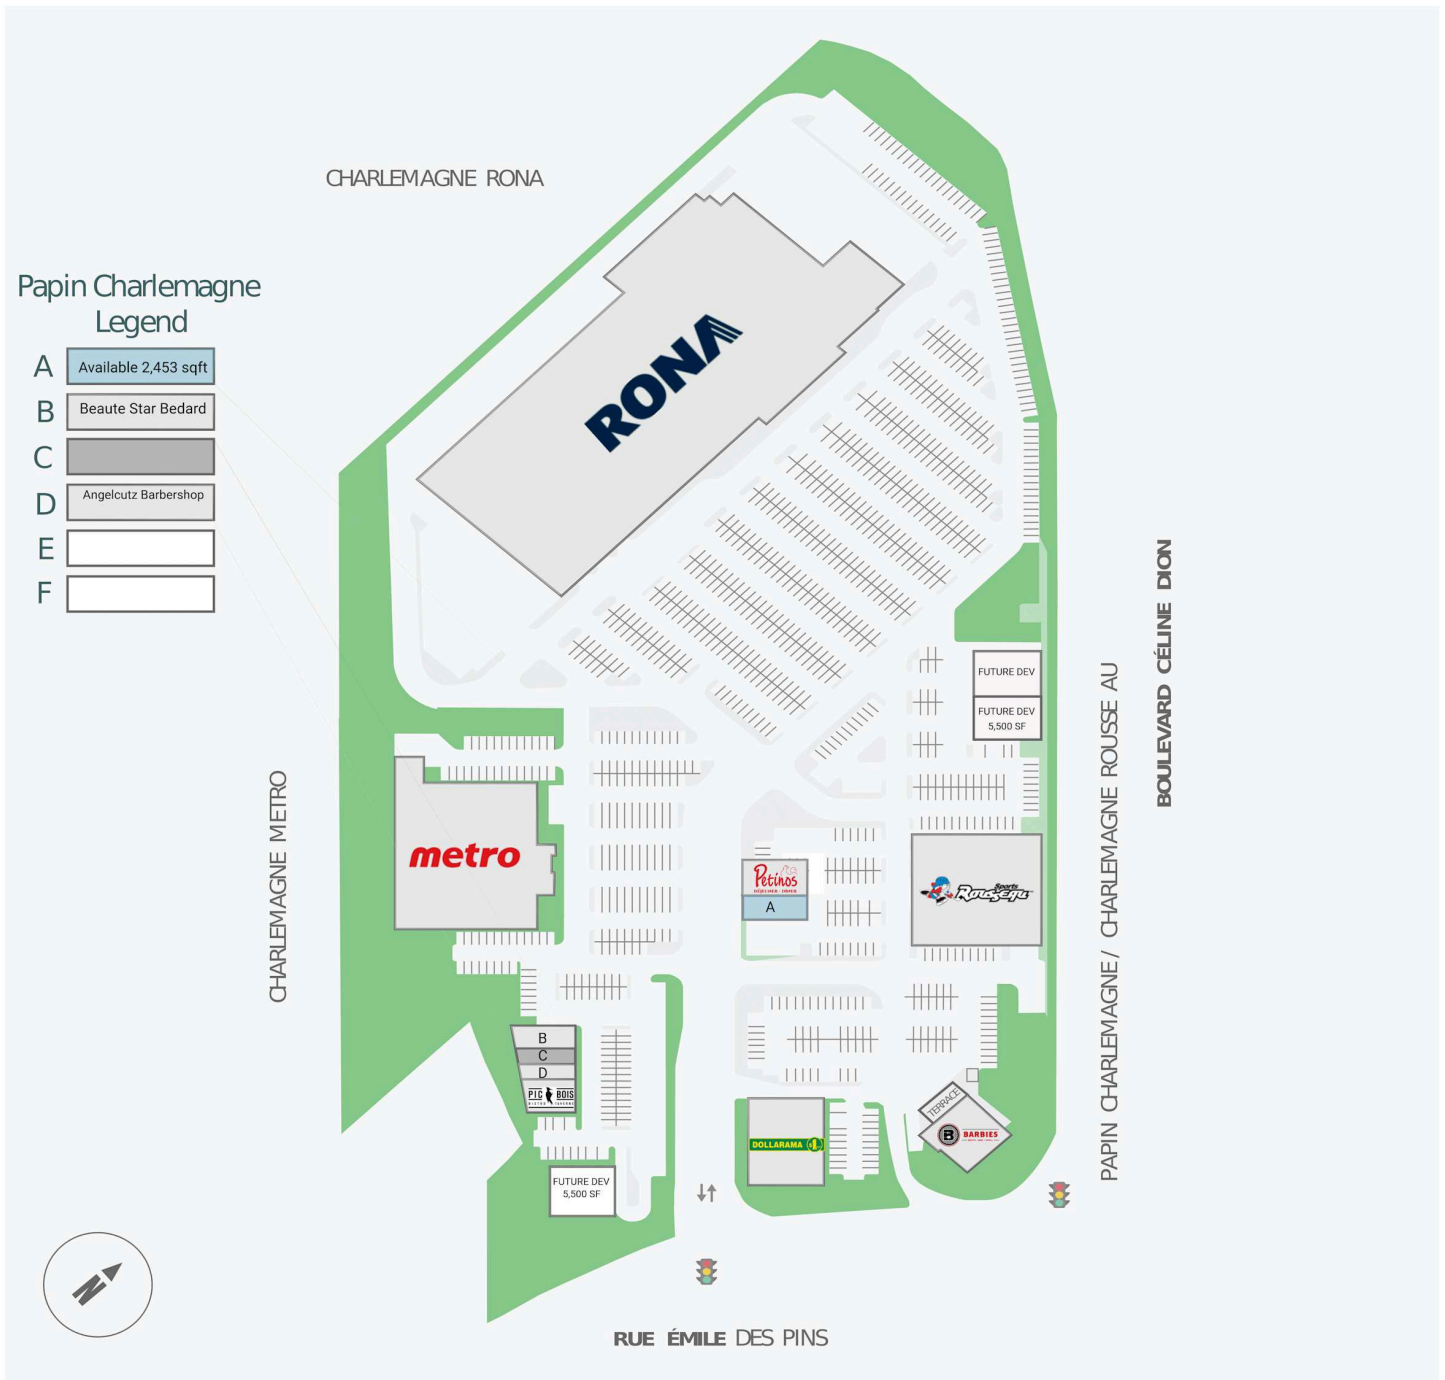 CHARLEMAGNE RONA
Papin Charlemagne
Legend
A Available 2,453 sqft
B Beaute Star Bedard
C
D Angelcutz Barbershop
E
F
RONA
FUTURE DEV
FUTURE DEV
5,500 SF
BOULEVARD CÉLINE DION
PAPIN CHARLEMAGNE/ CHARLEMAGNE ROUSSE AU
CHARLEMAGNE METRO
metro
Petinos
A
Sports
Rousseau
B
C
D
PIC BOIS
TERRACE
B BARBIES
DOLLARAMA
FUTURE DEV
5,500 SF
N
RUE ÉMILE DES PINS